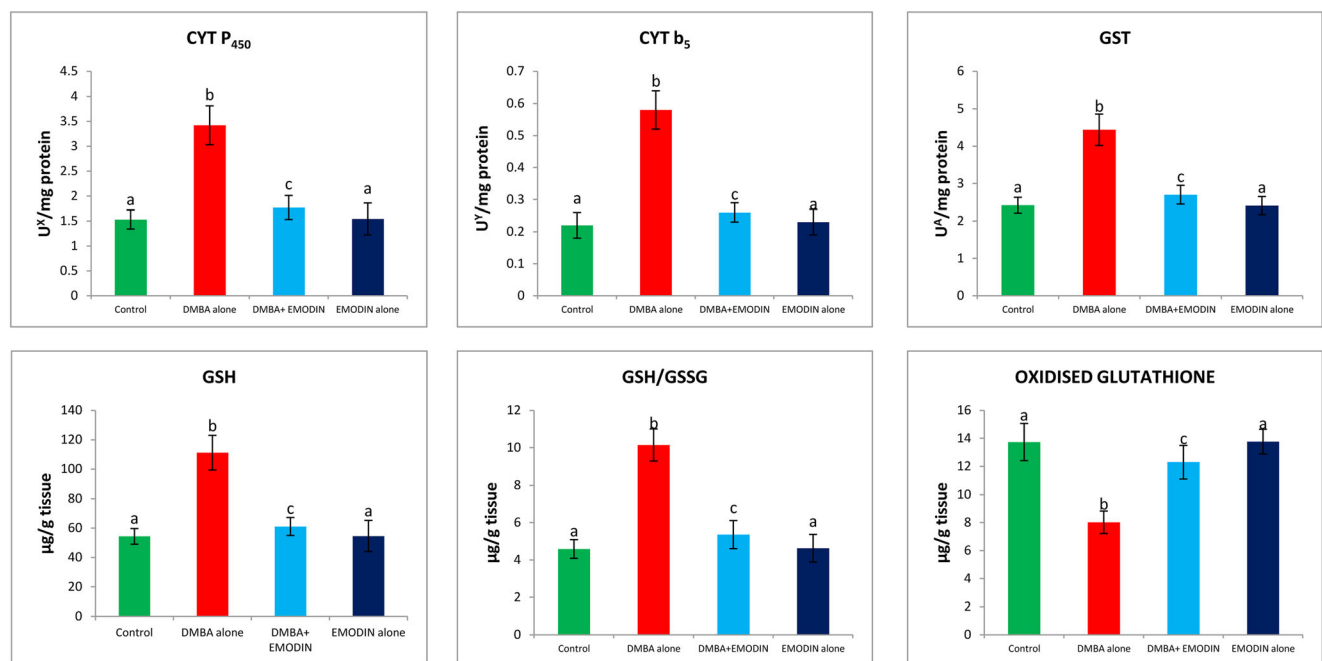 CYT P450
4.5
4
3.5
3
2.5
2
1.5
1
0.5
0
U^X/mg protein
a
b
c
a
Control
DMBA alone
DMBA+ EMODIN
EMODIN alone
CYT b5
0.7
0.6
0.5
0.4
0.3
0.2
0.1
0
U^Y/mg protein
a
b
c
a
Control
DMBA alone
DMBA+EMODIN
EMODIN alone
GST
6
5
4
3
2
1
0
U^A/mg protein
a
b
c
a
Control
DMBA alone
DMBA+EMODIN
EMODIN alone
GSH
140
120
100
80
60
40
20
0
µg/g tissue
a
b
c
a
Control
DMBA alone
DMBA+
EMODIN
EMODIN alone
GSH/GSSG
12
10
8
6
4
2
0
µg/g tissue
a
b
c
a
Control
DMBA alone
DMBA+EMODIN
EMODIN alone
OXIDISED GLUTATHIONE
16
14
12
10
8
6
4
2
0
µg/g tissue
a
b
c
a
Control
DMBA alone
DMBA+ EMODIN
EMODIN alone